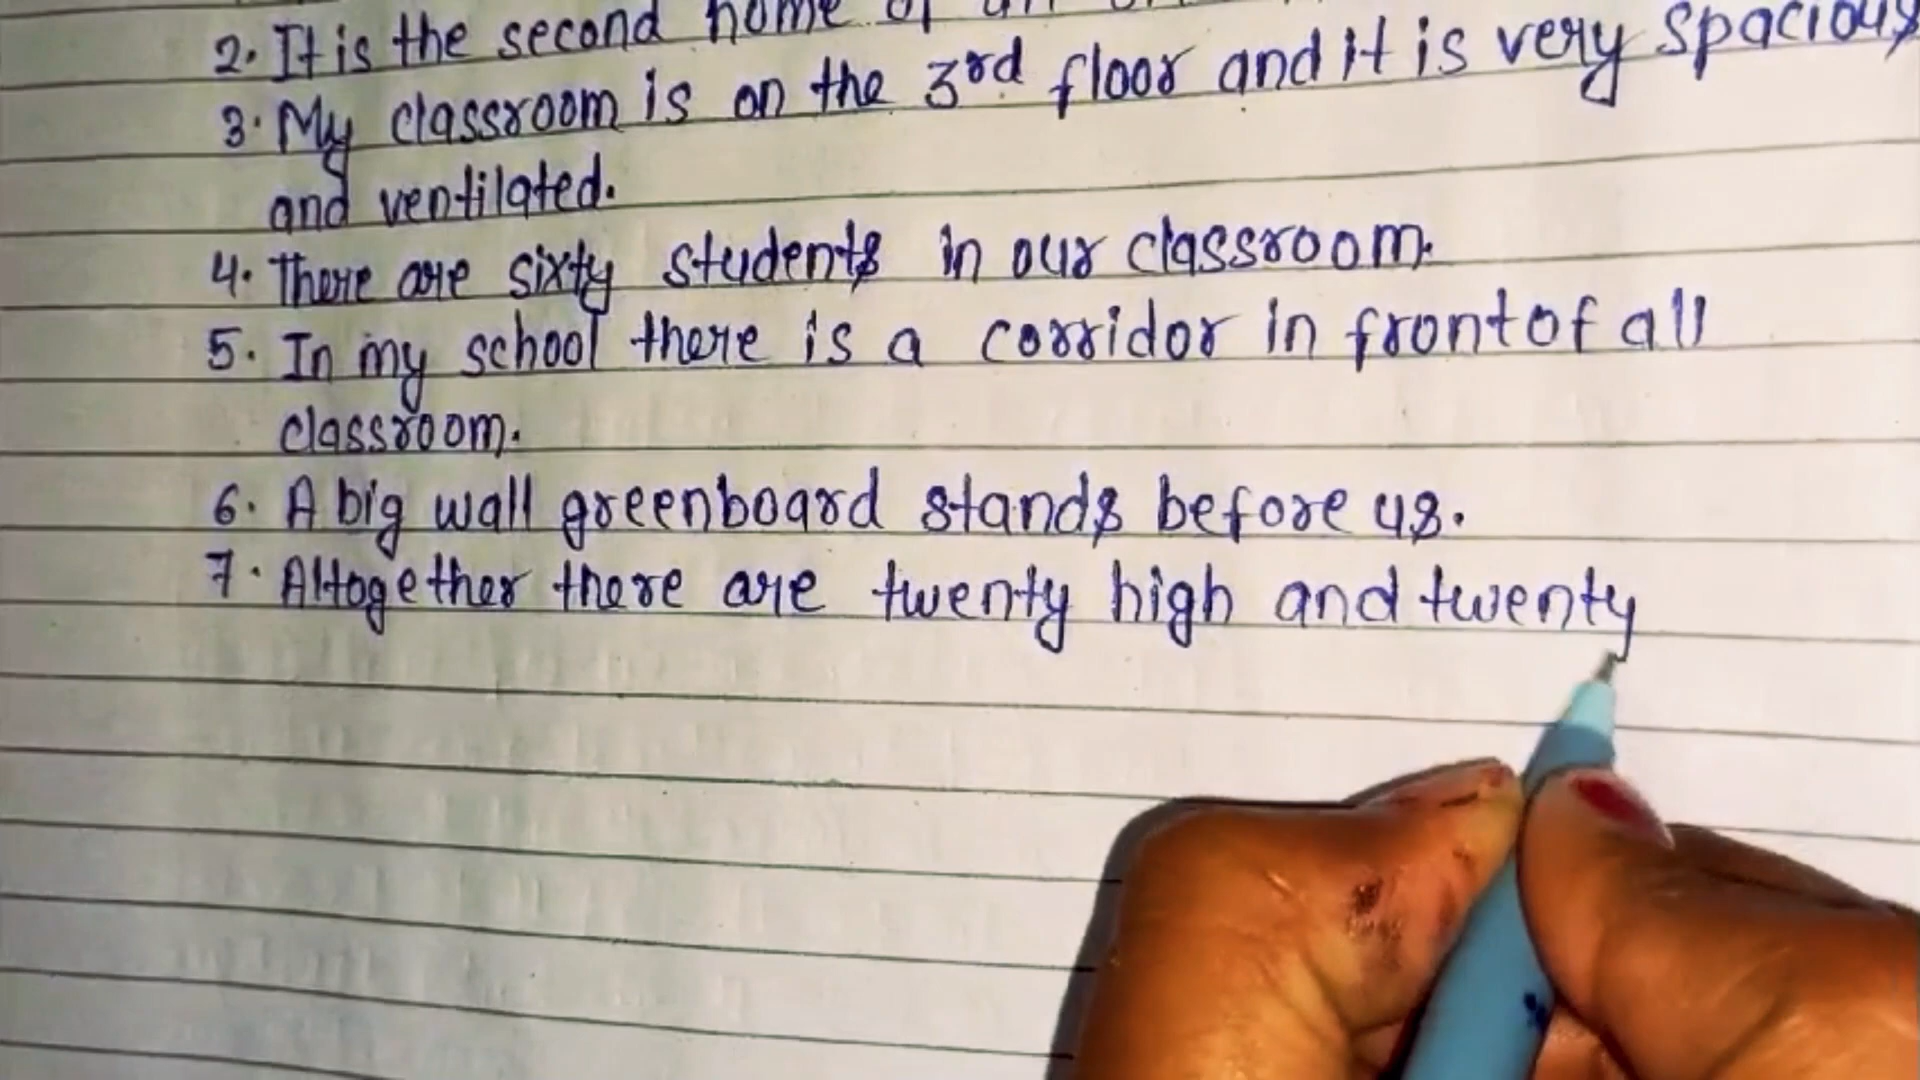 2. It is the second home of
3. My classroom is on the 3rd floor and it is very spacious
and ventilated.
4. There are sixty students in our classroom.
5. In my school there is a corridor in front of all
classroom.
6. A big wall greenboard stands before us.
7. Altogether there are twenty high and twenty